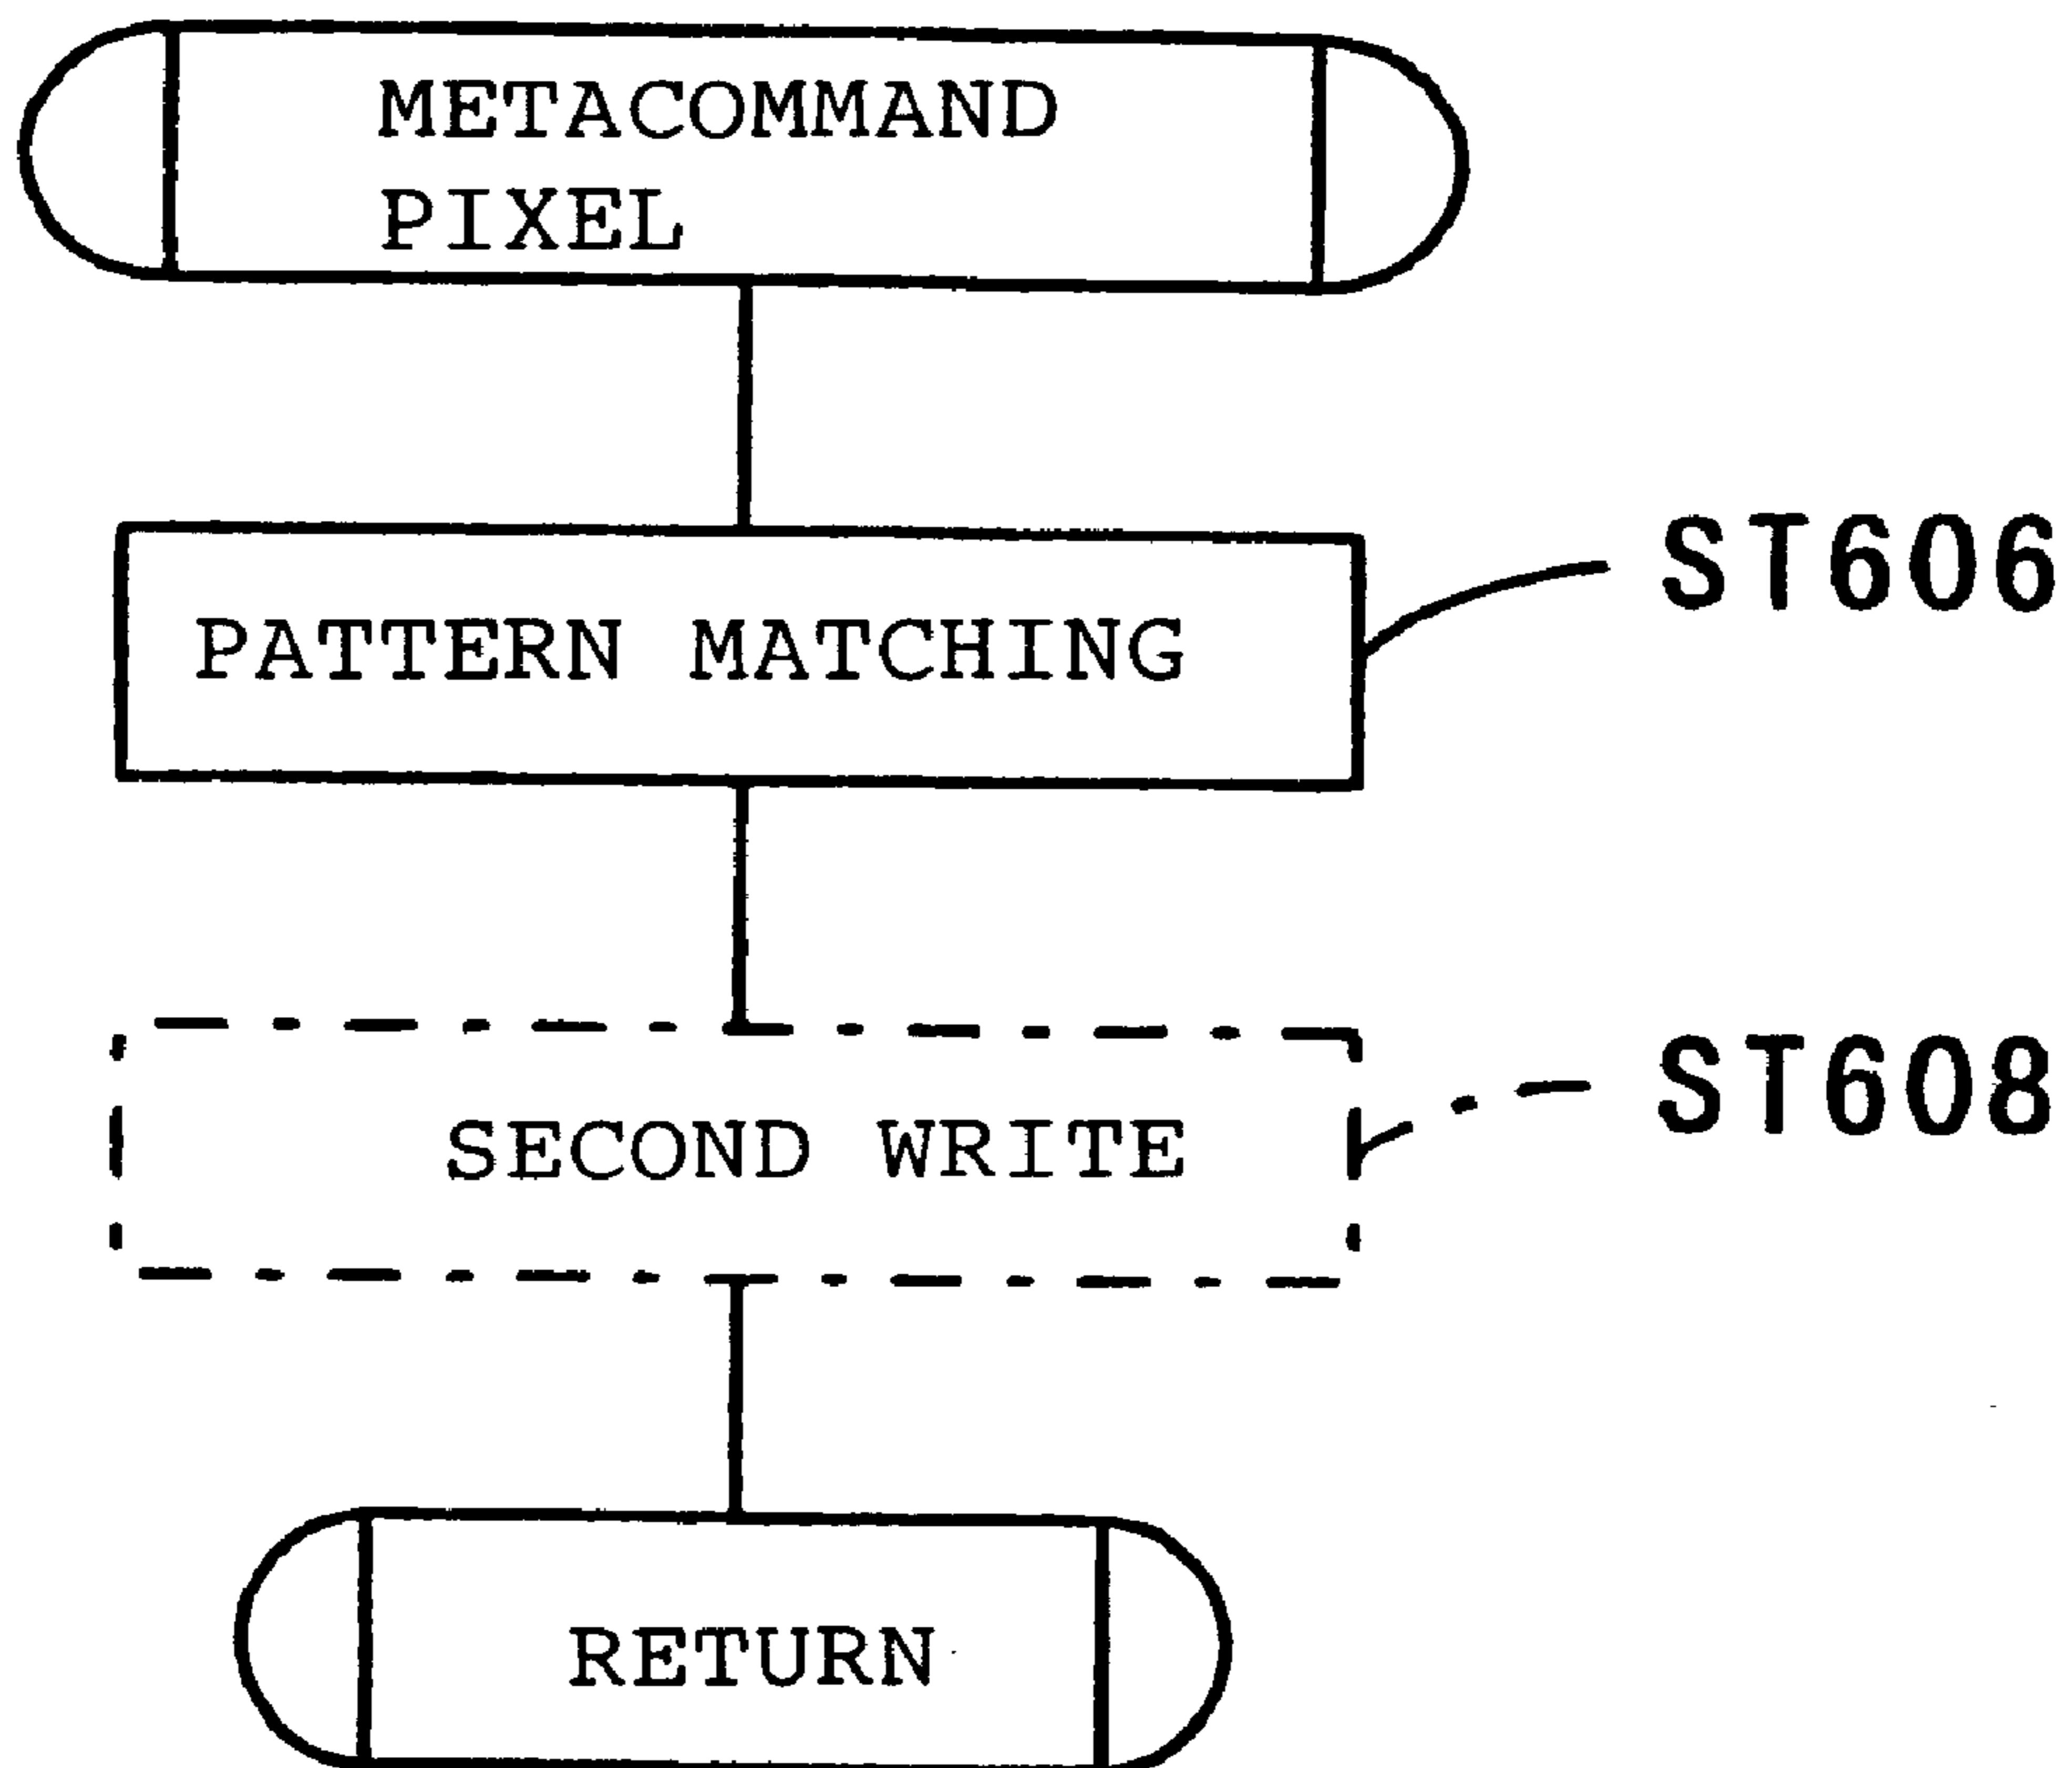 METACOMMAND
PIXEL
PATTERN MATCHING
ST606
SECOND WRITE
ST608
RETURN